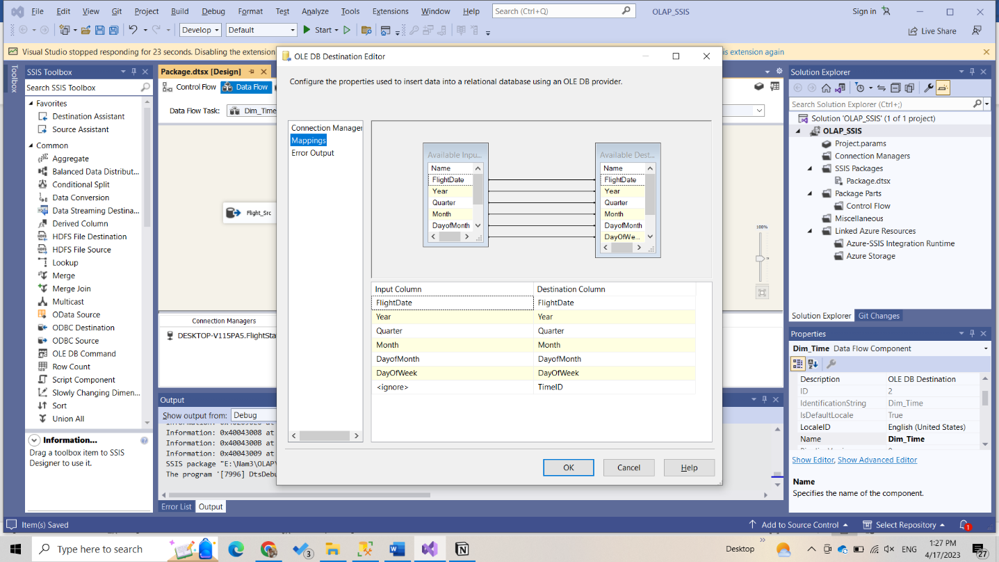 File Edit View Git Project Build Debug Format Test Analyze Tools Extensions Window Help Search (Ctrl+Q) OLAP_SSIS Sign in
Develop Default Start Live Share
Visual Studio stopped responding for 23 seconds. Disabling the extension
is extension again
Toolbox
SSIS Toolbox
Search SSIS Toolbox
Favorites
Destination Assistant
Source Assistant
Common
Aggregate
Balanced Data Distribut...
Conditional Split
Data Conversion
Data Streaming Destina...
Derived Column
HDFS File Destination
HDFS File Source
Lookup
Merge
Merge Join
Multicast
OData Source
ODBC Destination
ODBC Source
OLE DB Command
Row Count
Script Component
Slowly Changing Dimen...
Sort
Union All
Information...
Drag a toolbox item to SSIS
Designer to use it.
Package.dtsx [Design]
Control Flow Data Flow
Data Flow Task: Dim_Time
Flight_Src
100%
Connection Managers
DESKTOP-V115PA5.FlightSta
Output
Show output from: Debug
Information: 0x40043008 at
Information: 0x4004300B at
Information: 0x40043009 at
SSIS package "E:\Nam3\OLAP\
The program '[7996] DtsDebu
Error List Output
OLE DB Destination Editor
Configure the properties used to insert data into a relational database using an OLE DB provider.
Connection Manager
Mappings
Error Output
Available Inpu...
Name
FlightDate
Year
Quarter
Month
DayofMonth
Available Dest...
Name
FlightDate
Year
Quarter
Month
DayofMonth
DayOfWe...
Input Column Destination Column
FlightDate FlightDate
Year Year
Quarter Quarter
Month Month
DayofMonth DayofMonth
DayOfWeek DayOfWeek
<ignore> TimeID
OK Cancel Help
Solution Explorer
Search Solution Explorer (Ctrl+;)
Solution 'OLAP_SSIS' (1 of 1 project)
OLAP_SSIS
Project.params
Connection Managers
SSIS Packages
Package.dtsx
Package Parts
Control Flow
Miscellaneous
Linked Azure Resources
Azure-SSIS Integration Runtime
Azure Storage
Solution Explorer Git Changes
Properties
Dim_Time Data Flow Component
Description OLE DB Destination
ID 2
IdentificationString Dim_Time
IsDefaultLocale True
LocaleID English (United States)
Name Dim_Time
Show Editor, Show Advanced Editor
Name
Specifies the name of the component.
Item(s) Saved Add to Source Control Select Repository 1
Type here to search 3 Desktop ENG 1:27 PM
4/17/2023 27